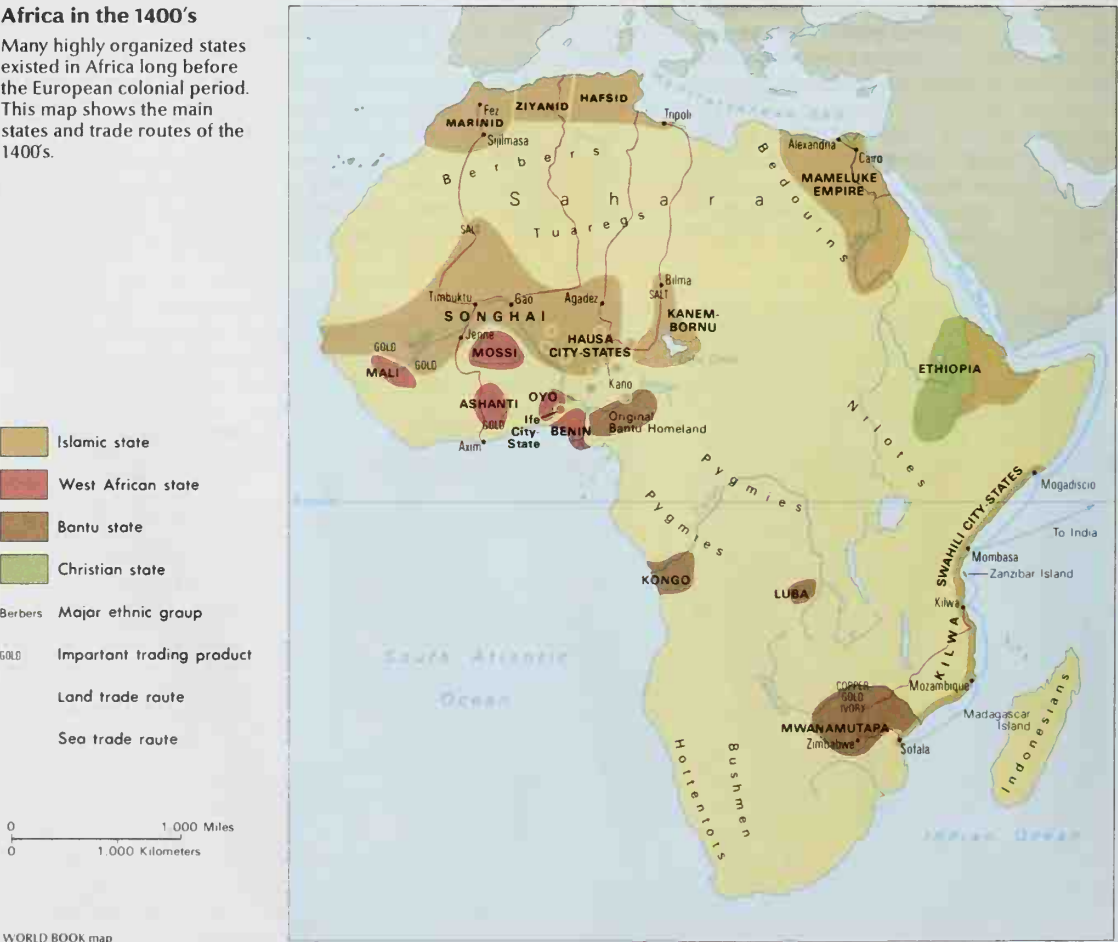 Africa in the 1400's
Many highly organized states
existed in Africa long before
the European colonial period.
This map shows the main
states and trade routes of the
1400's.
Islamic state
West African state
Bantu state
Christian state
Berbers Major ethnic group
GOLD Important trading product
Land trade route
Sea trade route
0 1,000 Miles
0 1,000 Kilometers
WORLD BOOK map
Mediterranean Sea
Fez
MARINID
ZIYANID
HAFSID
Tripoli
Sijilmasa
Berbers
Sahara
Tuaregs
Bedouins
Alexandria
Cairo
MAMELUKE
EMPIRE
SALT
Timbuktu
Gao
Agadez
Bilma
SALT
SONGHAI
KANEM-
BORNU
Jenne
HAUSA
CITY-STATES
GOLD
GOLD
MOSSI
MALI
Kano
ETHIOPIA
ASHANTI
OYO
GOLD
Ife
City-
State
BENIN
Original
Bantu Homeland
Axim
Nilotes
Pygmies
Pygmies
Mogadiscio
SWAHILI CITY-STATES
To India
Mombasa
Zanzibar Island
KONGO
LUBA
Kilwa
KILWA
South Atlantic
Ocean
COPPER
GOLD
IVORY
Mozambique
MWANAMUTAPA
Zimbabwe
Sofala
Madagascar
Island
Indonesians
Hottentots
Bushmen
Indian Ocean